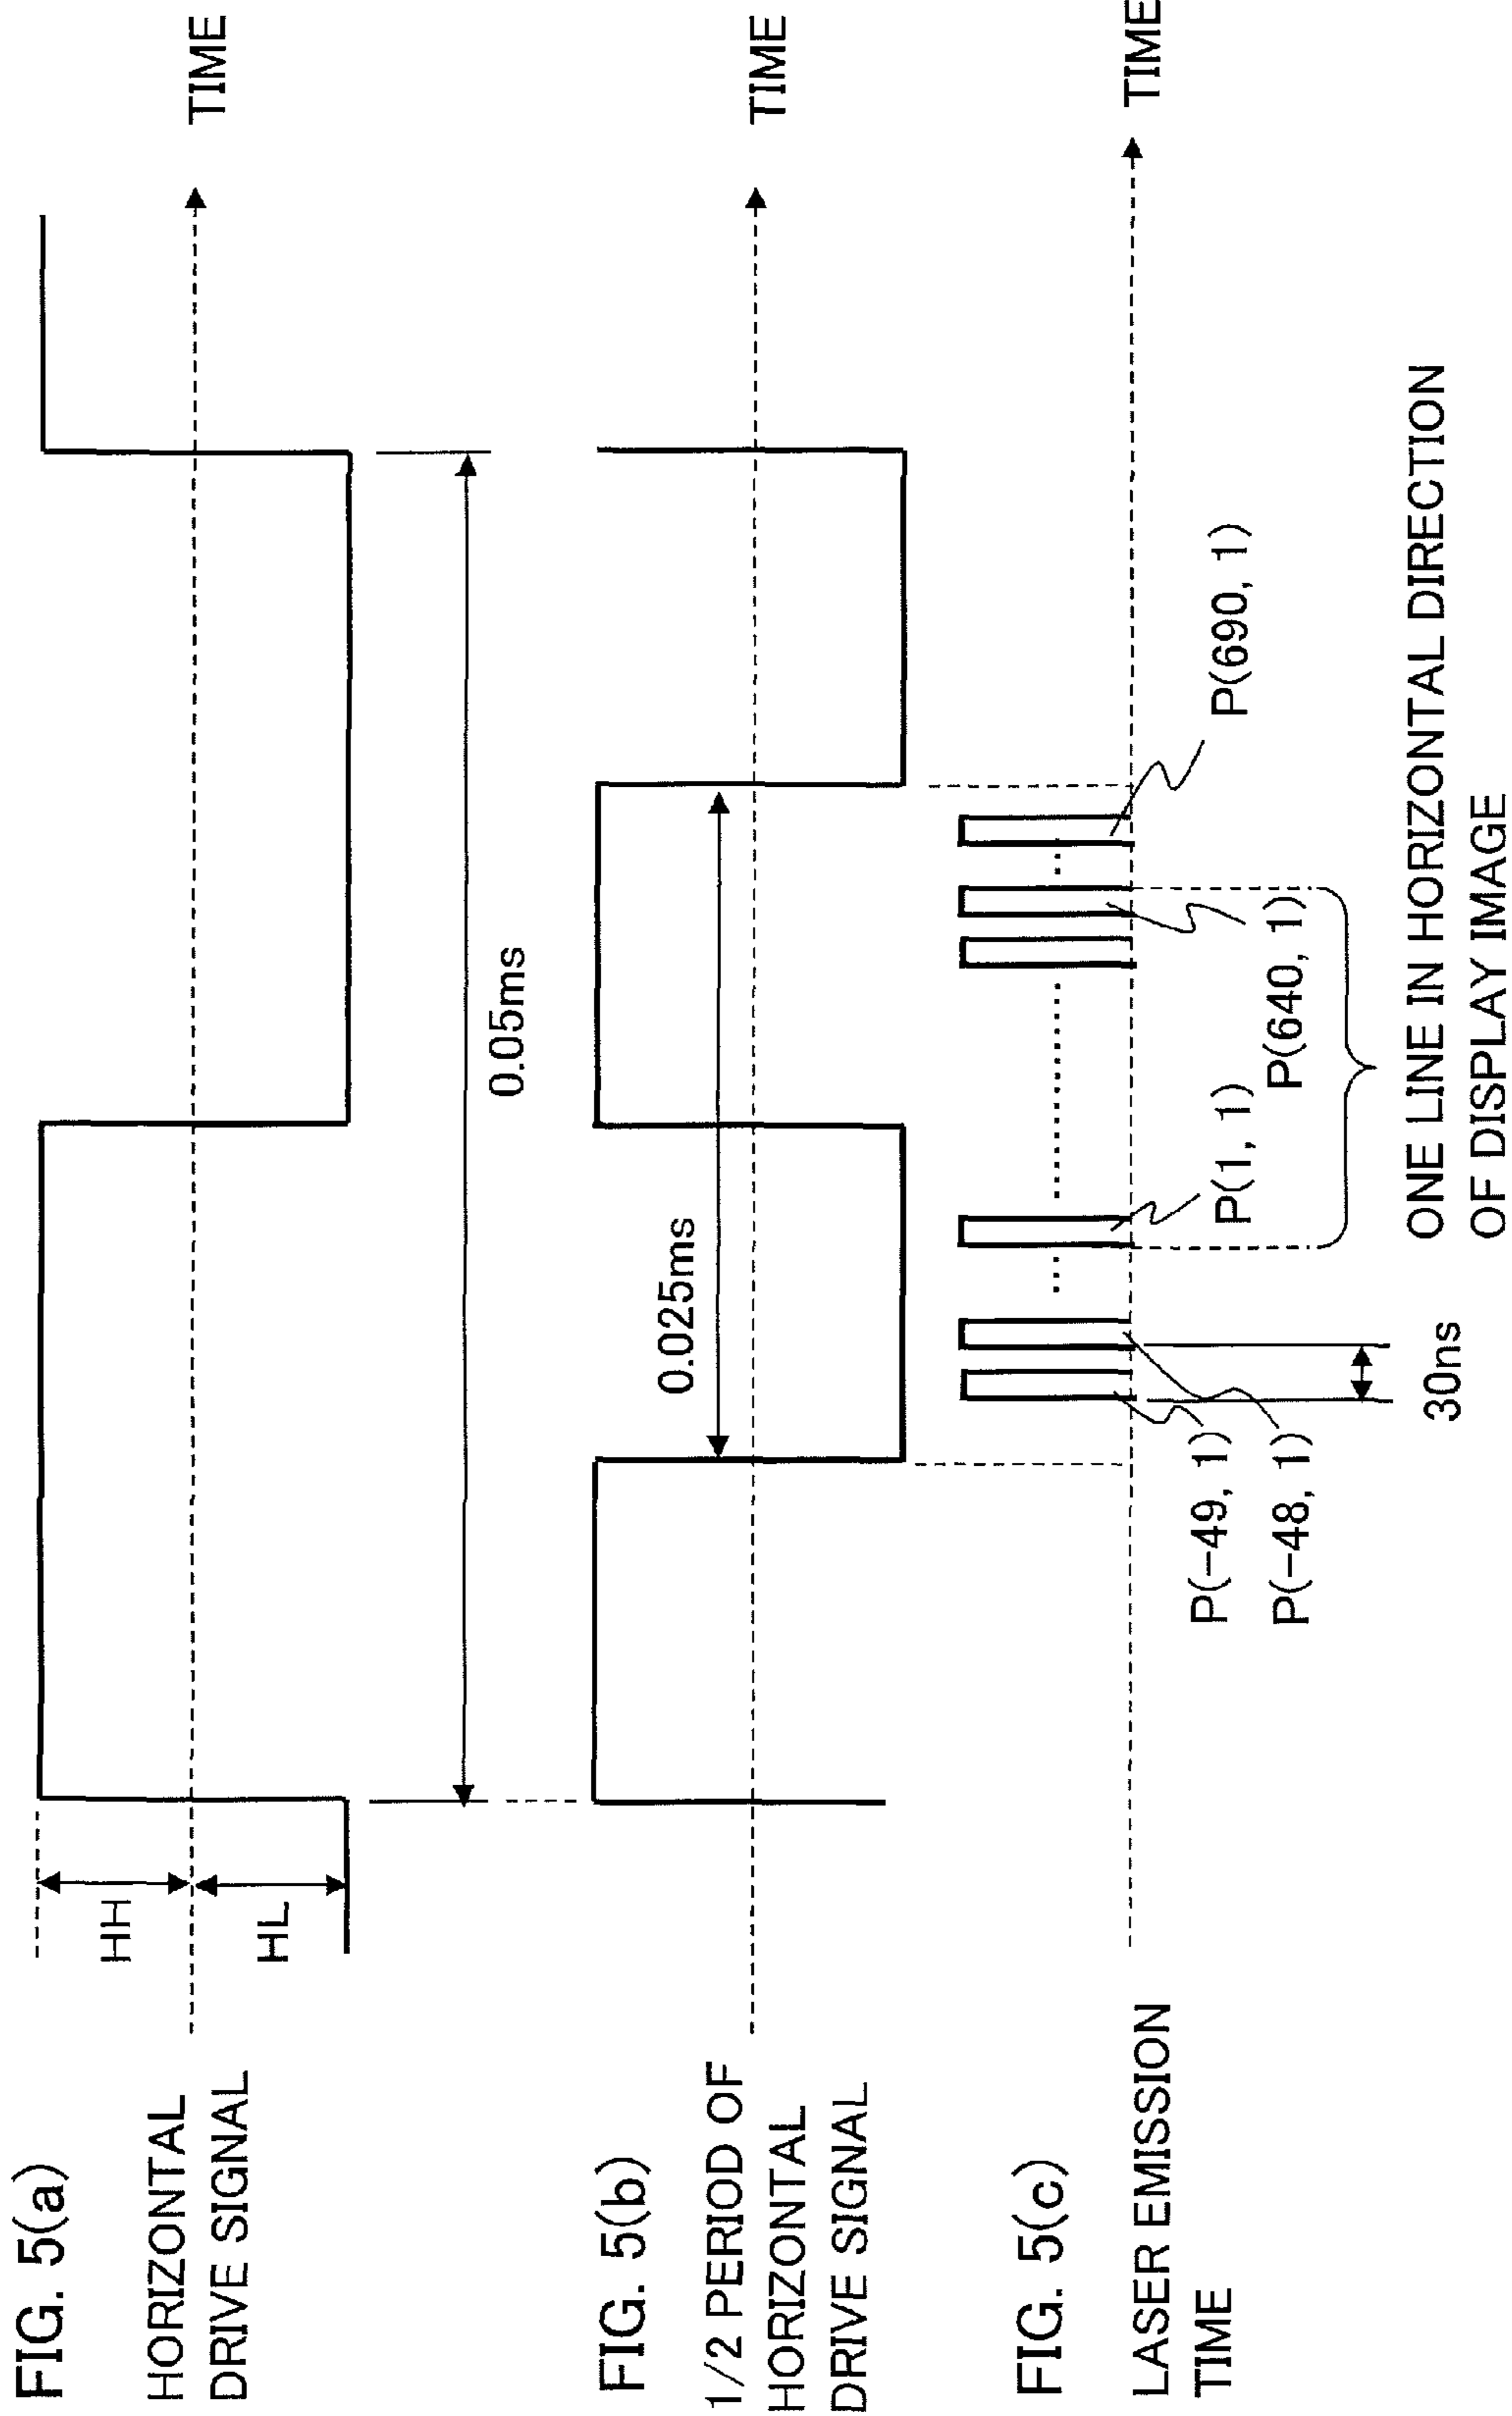 FIG. 5(a)
HORIZONTAL
DRIVE SIGNAL
HH
HL
TIME
0.05ms
FIG. 5(b)
1/2 PERIOD OF
HORIZONTAL
DRIVE SIGNAL
0.025ms
TIME
FIG. 5(c)
LASER EMISSION
TIME
TIME
P(-49, 1)
P(-48, 1)
P(1, 1)
P(640, 1)
P(690, 1)
30ns
ONE LINE IN HORIZONTAL DIRECTION
OF DISPLAY IMAGE